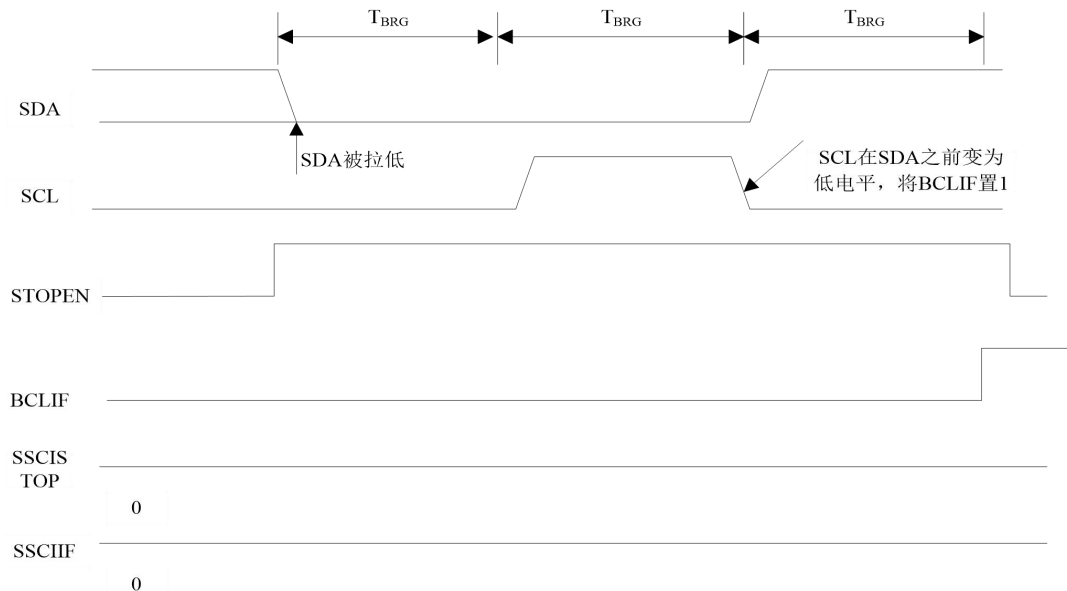 TBRG TBRG TBRG
SDA
SDA被拉低
SCL在SDA之前变为
低电平，将BCLIF置1
SCL
STOPEN
BCLIF
SSCIS
TOP
0
SSCIIF
0